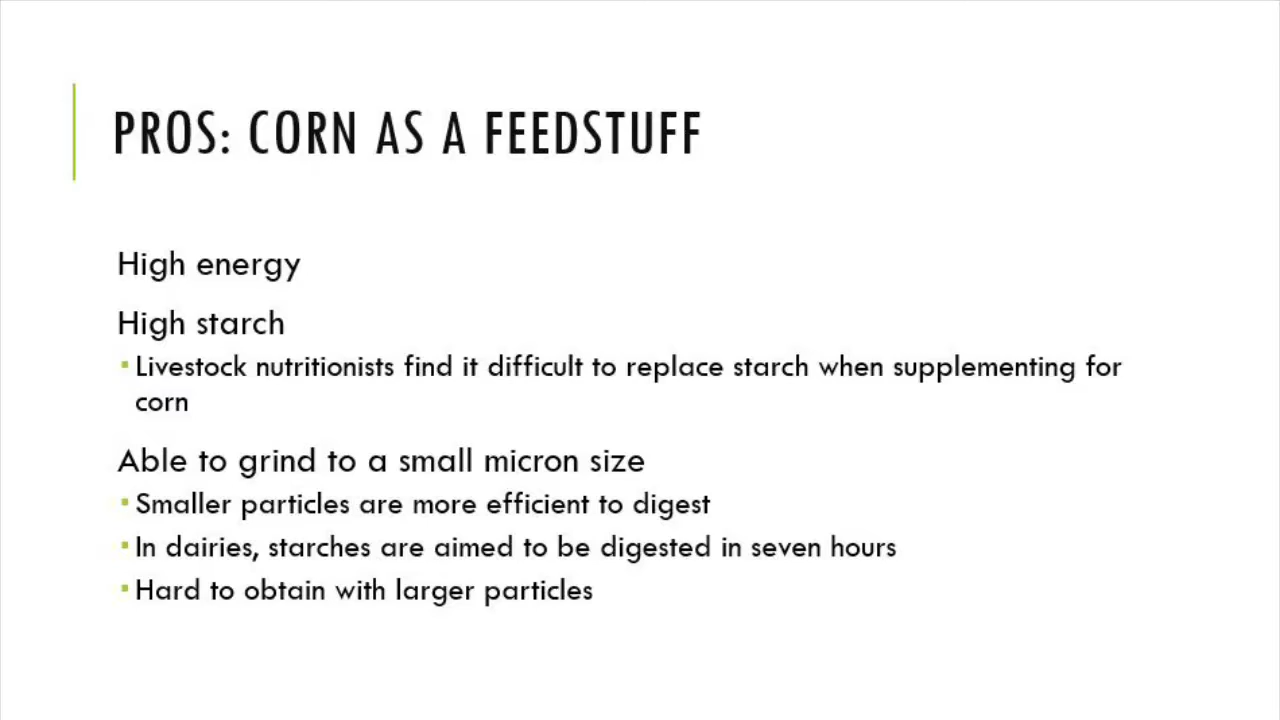 PROS: CORN AS A FEEDSTUFF
High energy
High starch
▪Livestock nutritionists find it difficult to replace starch when supplementing for
corn
Able to grind to a small micron size
▪Smaller particles are more efficient to digest
▪In dairies, starches are aimed to be digested in seven hours
▪Hard to obtain with larger particles